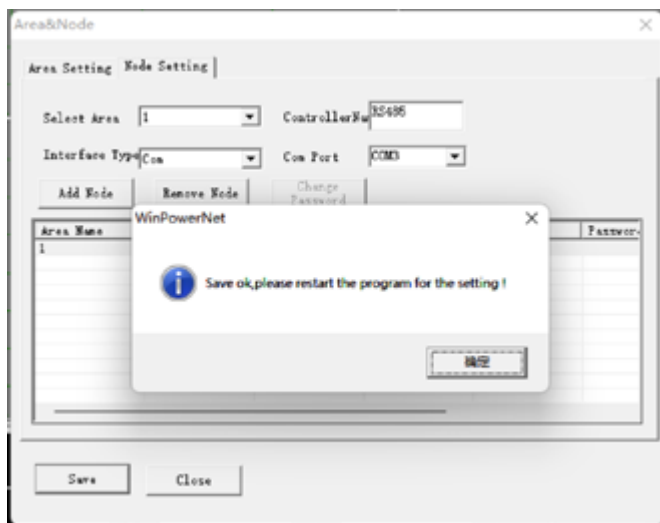 Area&Node
Area Setting Node Setting
Select Area 1 ControllerNu RS485
Interface Type Com Com Port COM3
Add Node Remove Node Change Password
WinPowerNet
Area Name Passwor
1
Save ok,please restart the program for the setting !
确定
Save Close